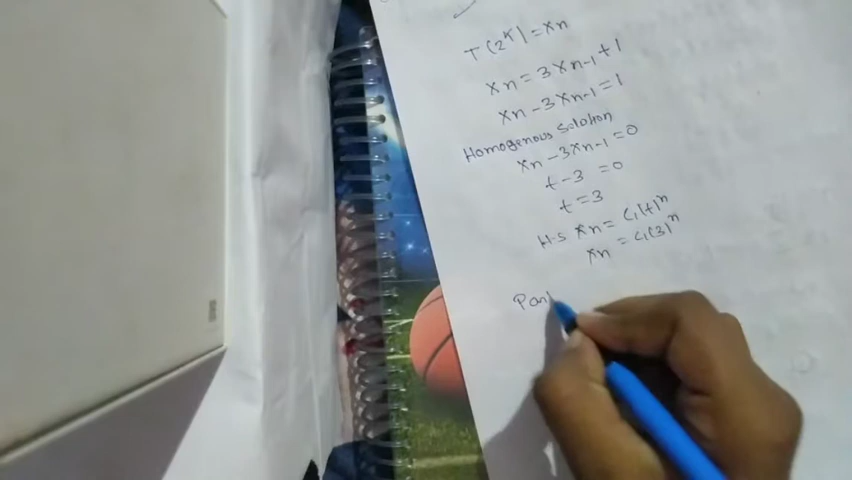 T(2^k) = xn
xn = 3xn-1 + 1
xn - 3xn-1 = 1
Homogenous solution
xn - 3xn-1 = 0
t - 3 = 0
t = 3
H·S xn = C1(t)^n
xn = C1(3)^n
Par